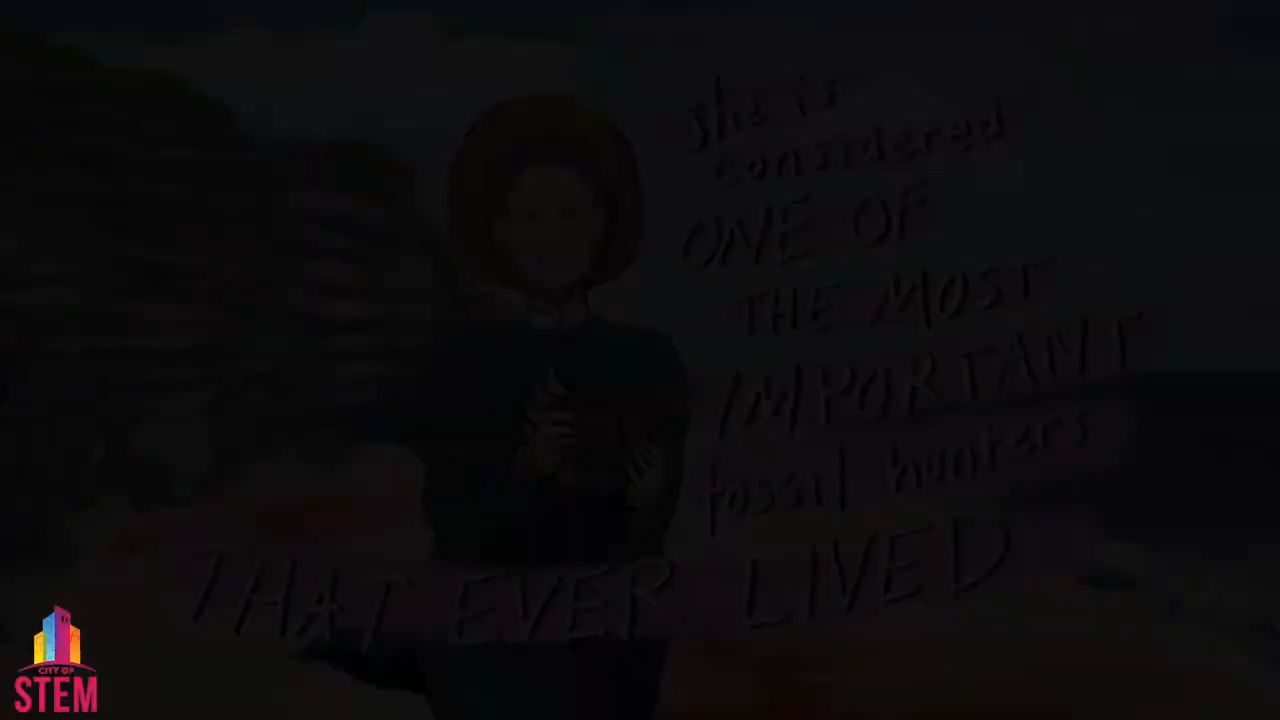 she is
considered
ONE OF
THE MOST
IMPORTANT
fossil hunters
THAT EVER LIVED
CITY OF
STEM